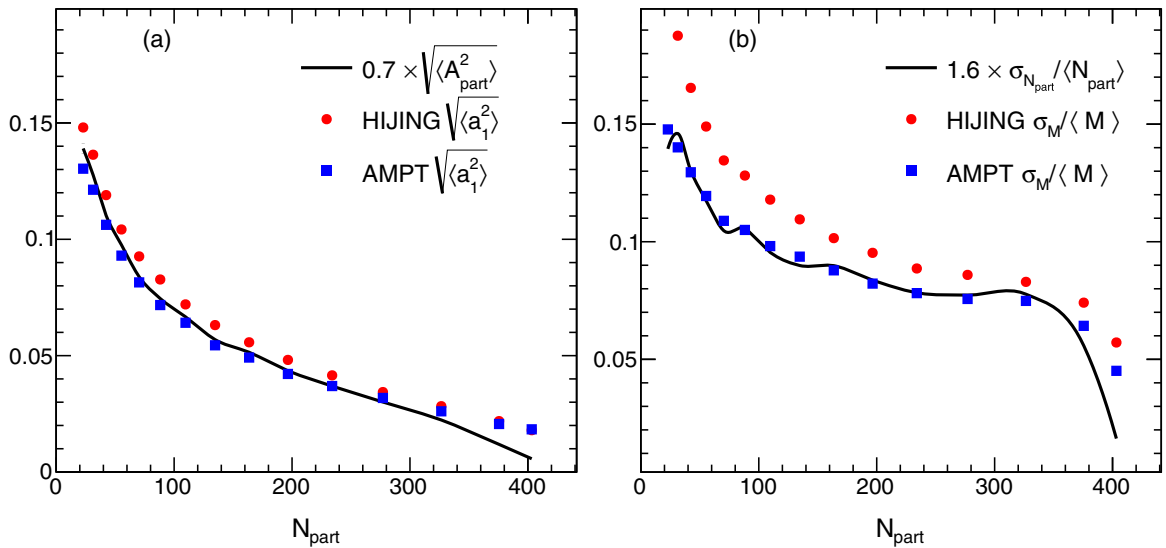 (a)
0.7 × √⟨A²part⟩
HIJING √⟨a₁²⟩
AMPT √⟨a₁²⟩
0.15
0.1
0.05
0
0 100 200 300 400
Npart
(b)
1.6 × σNpart/⟨Npart⟩
HIJING σM/⟨ M ⟩
AMPT σM/⟨ M ⟩
0.15
0.1
0.05
0 100 200 300 400
Npart